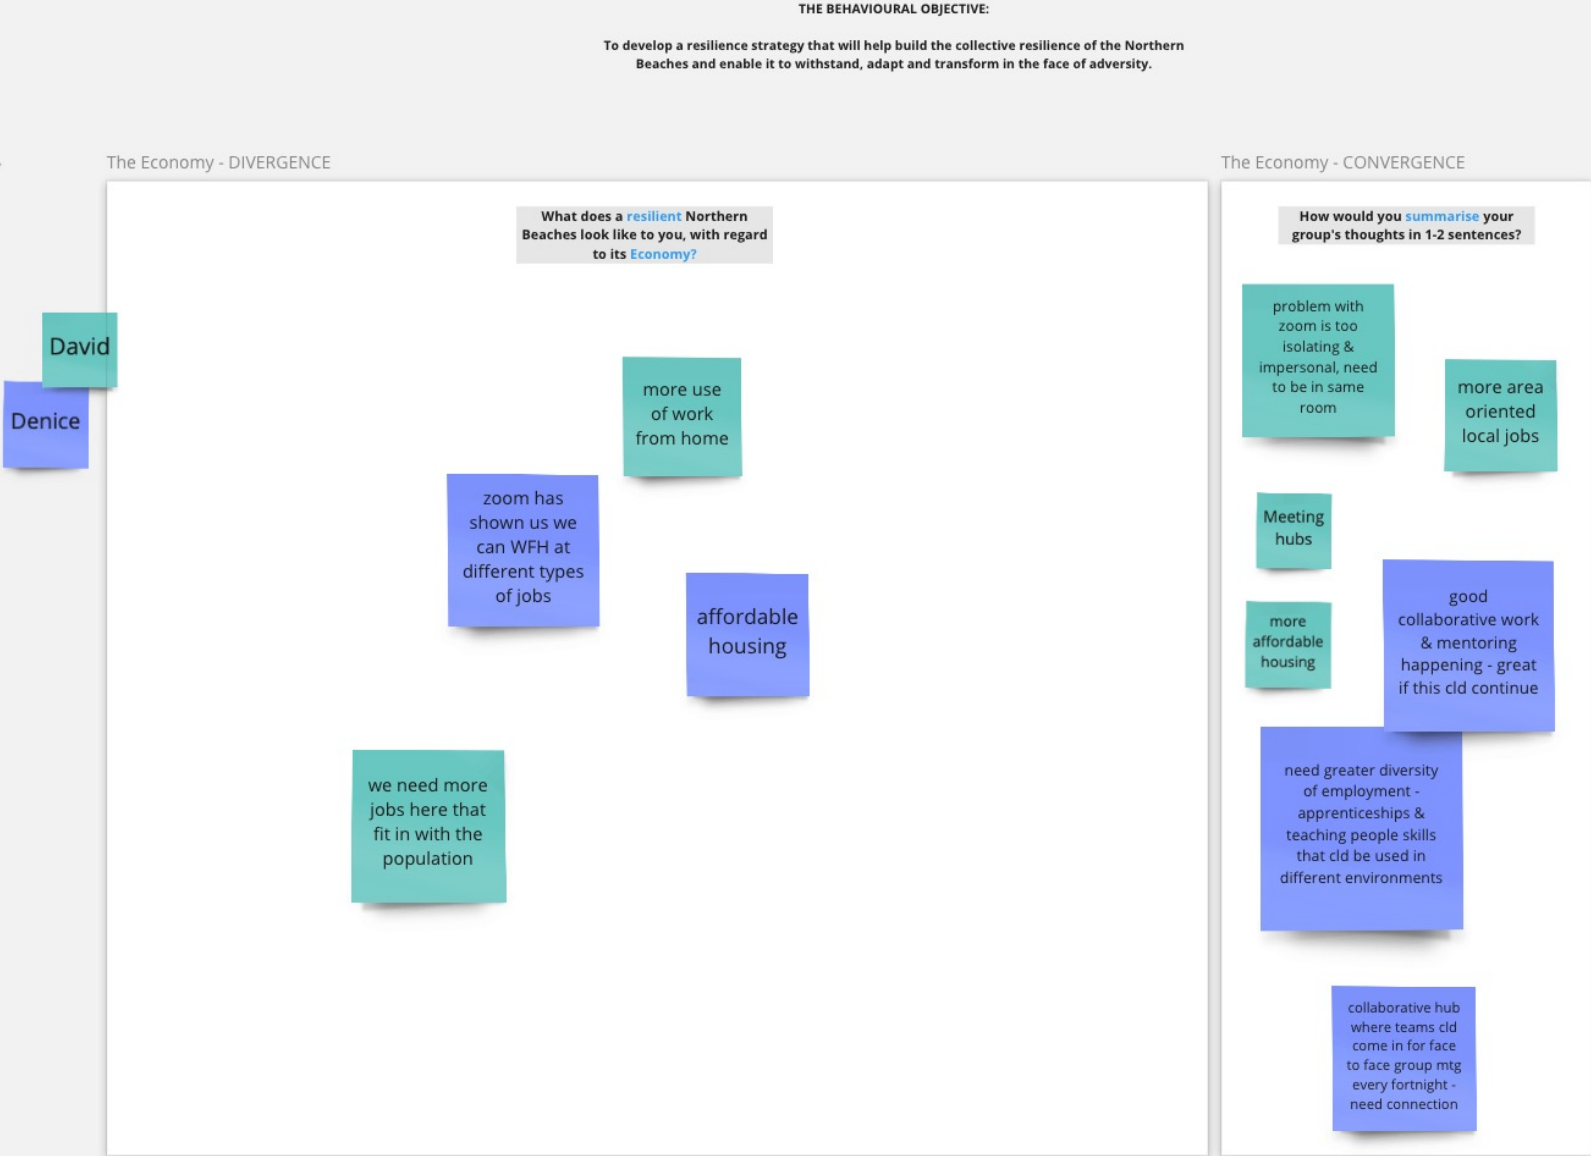 THE BEHAVIOURAL OBJECTIVE:
To develop a resilience strategy that will help build the collective resilience of the Northern
Beaches and enable it to withstand, adapt and transform in the face of adversity.
The Economy - DIVERGENCE
What does a resilient Northern
Beaches look like to you, with regard
to its Economy?
David
Denice
more use
of work
from home
zoom has
shown us we
can WFH at
different types
of jobs
affordable
housing
we need more
jobs here that
fit in with the
population
The Economy - CONVERGENCE
How would you summarise your
group's thoughts in 1-2 sentences?
problem with
zoom is too
isolating &
impersonal, need
to be in same
room
more area
oriented
local jobs
Meeting
hubs
more
affordable
housing
good
collaborative work
& mentoring
happening - great
if this cld continue
need greater diversity
of employment -
apprenticeships &
teaching people skills
that cld be used in
different environments
collaborative hub
where teams cld
come in for face
to face group mtg
every fortnight -
need connection